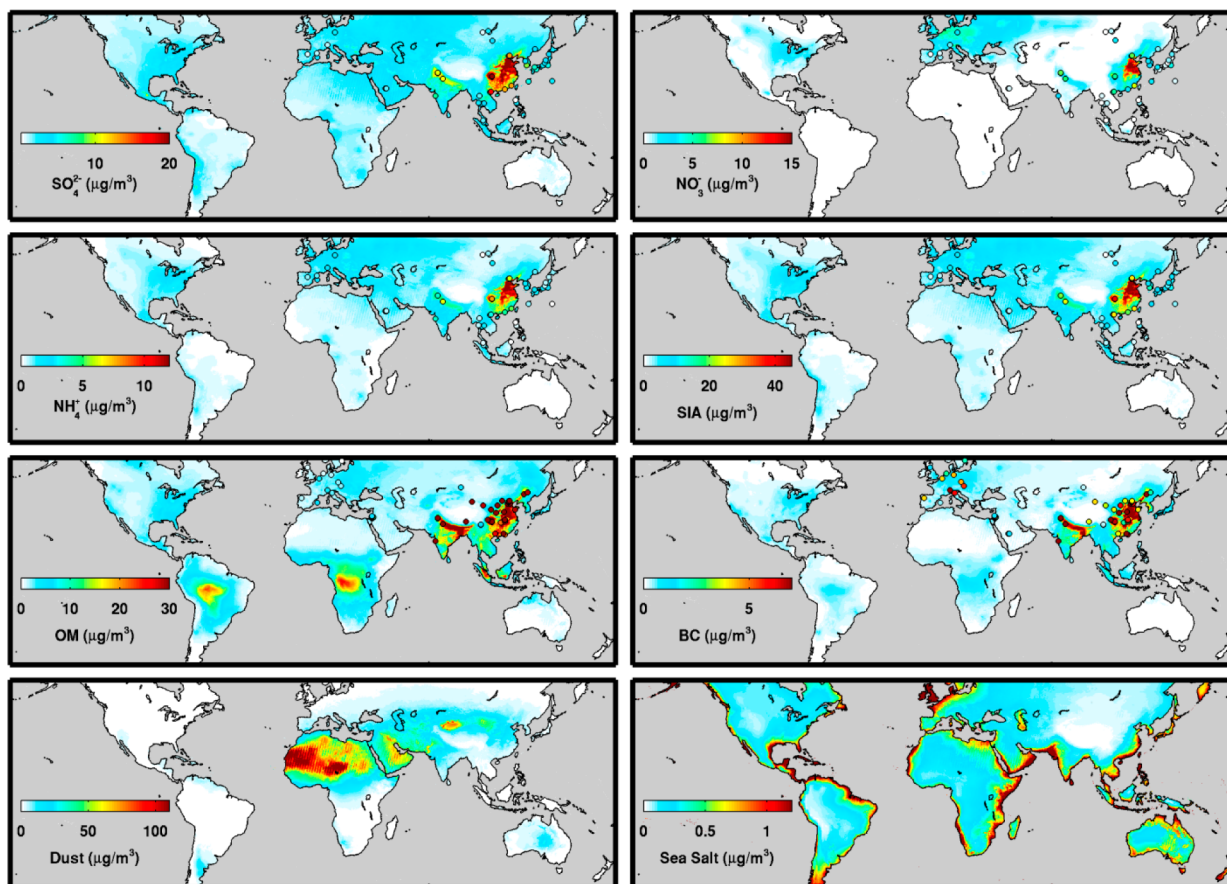 10 20
SO₄²⁻ (μg/m³)
0 5 10 15
NO₃⁻ (μg/m³)
0 5 10
NH₄⁺ (μg/m³)
0 20 40
SIA (μg/m³)
0 10 20 30
OM (μg/m³)
0 5
BC (μg/m³)
0 50 100
Dust (μg/m³)
0 0.5 1
Sea Salt (μg/m³)